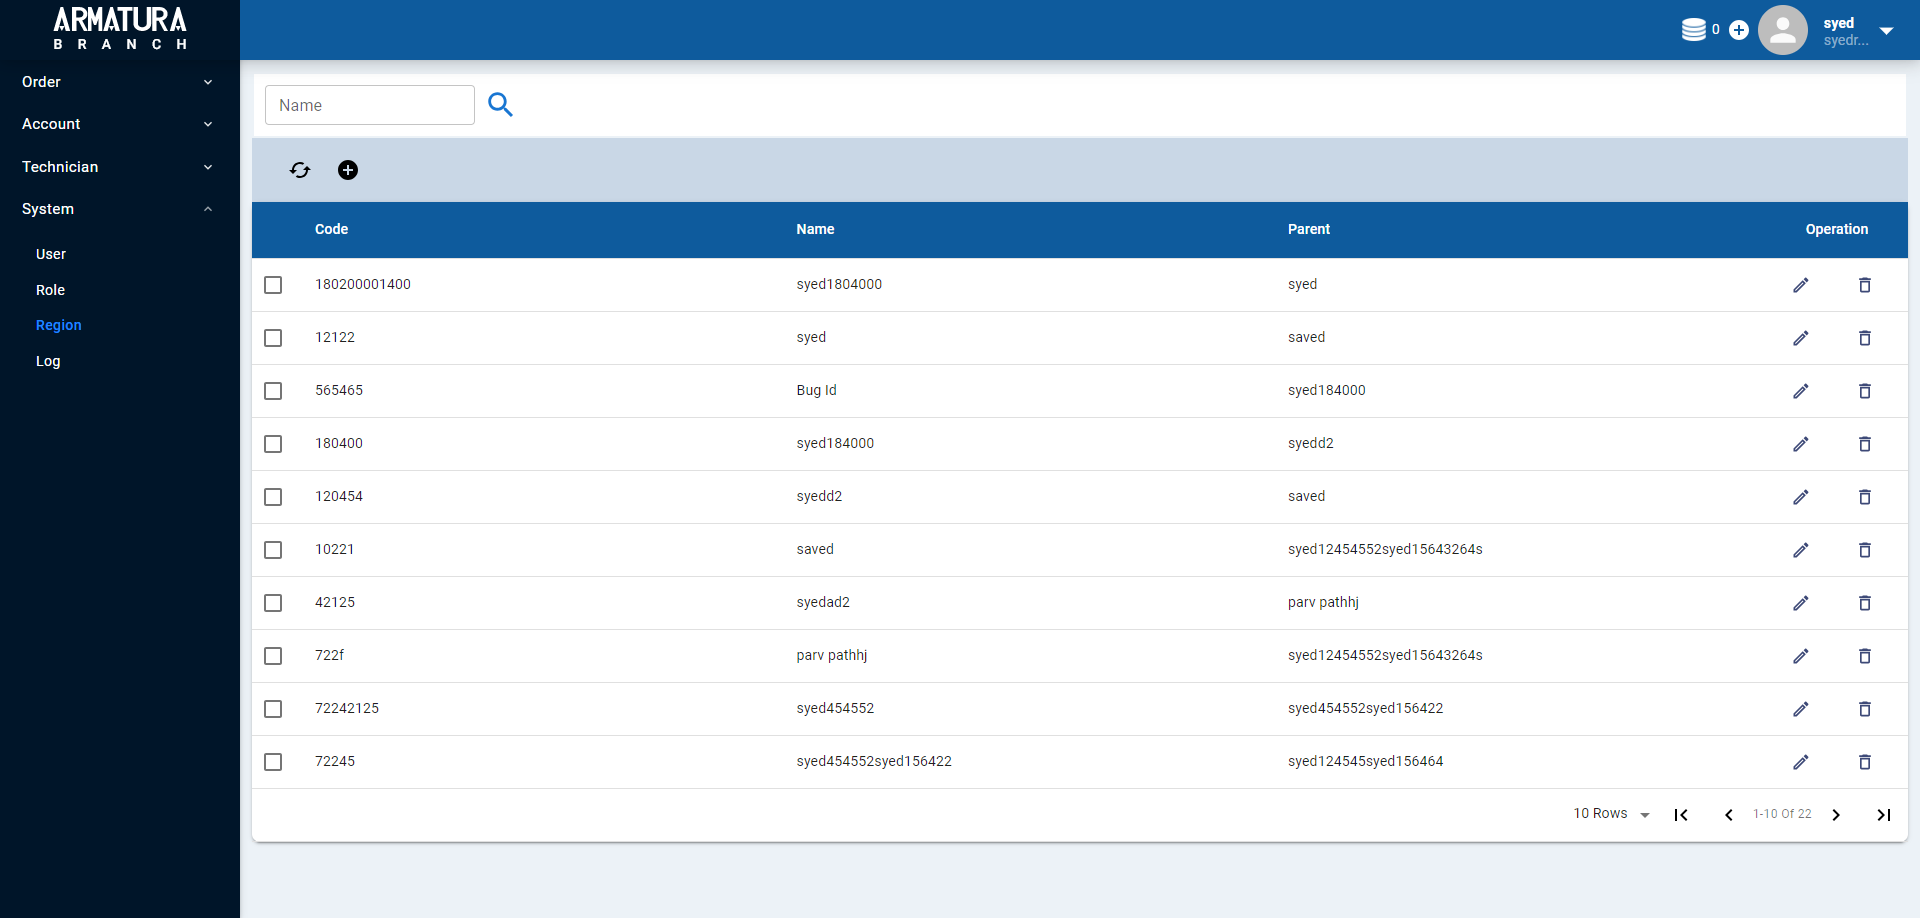 ARMATURA
BRANCH
0
syed
syedr...
Order
Account
Technician
System
User
Role
Region
Log
Name
Code Name Parent Operation
180200001400 syed1804000 syed
12122 syed saved
565465 Bug Id syed184000
180400 syed184000 syedd2
120454 syedd2 saved
10221 saved syed12454552syed15643264s
42125 syedad2 parv pathhj
722f parv pathhj syed12454552syed15643264s
72242125 syed454552 syed454552syed156422
72245 syed454552syed156422 syed124545syed156464
10 Rows 1-10 Of 22